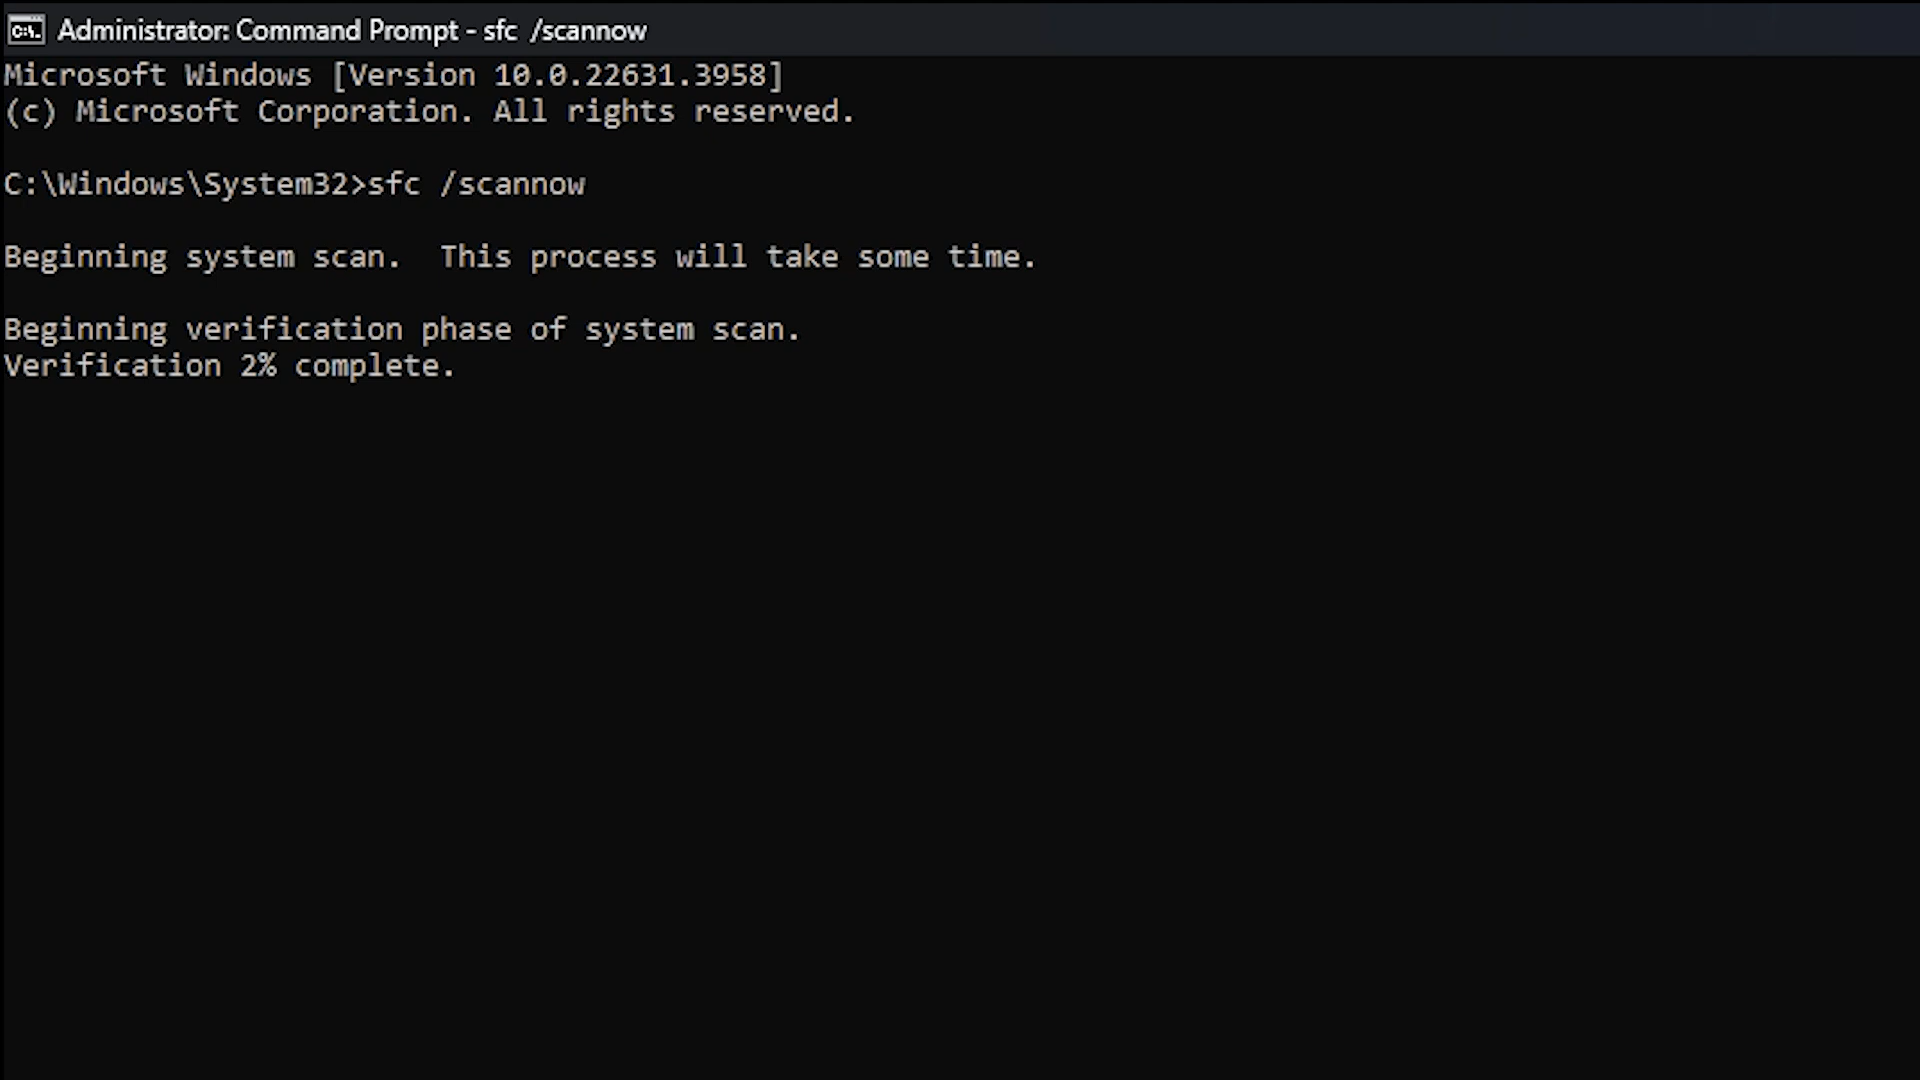 Administrator: Command Prompt - sfc  /scannow
Microsoft Windows [Version 10.0.22631.3958]
(c) Microsoft Corporation. All rights reserved.
C:\Windows\System32>sfc /scannow
Beginning system scan.  This process will take some time.
Beginning verification phase of system scan.
Verification 2% complete.